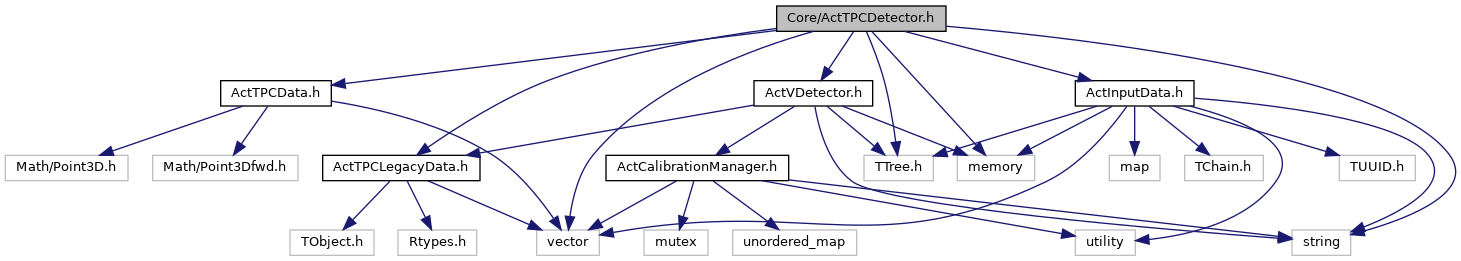 Core/ActTPCDetector.h
ActTPCData.h
ActVDetector.h
ActInputData.h
Math/Point3D.h
Math/Point3Dfwd.h
ActTPCLegacyData.h
ActCalibrationManager.h
TTree.h
memory
map
TChain.h
TUUID.h
TObject.h
Rtypes.h
vector
mutex
unordered_map
utility
string